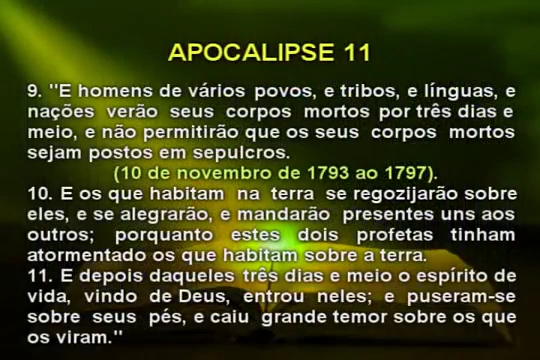 APOCALIPSE 11
9. "E homens de vários povos, e tribos, e línguas, e
nações verão seus corpos mortos por três dias e
meio, e não permitirão que os seus corpos mortos
sejam postos em sepulcros.
(10 de novembro de 1793 ao 1797).
10. E os que habitam na terra se regozijarão sobre
eles, e se alegrarão, e mandarão presentes uns aos
outros; porquanto estes dois profetas tinham
atormentado os que habitam sobre a terra.
11. E depois daqueles três dias e meio o espírito de
vida, vindo de Deus, entrou neles; e puseram-se
sobre seus pés, e caiu grande temor sobre os que
os viram."